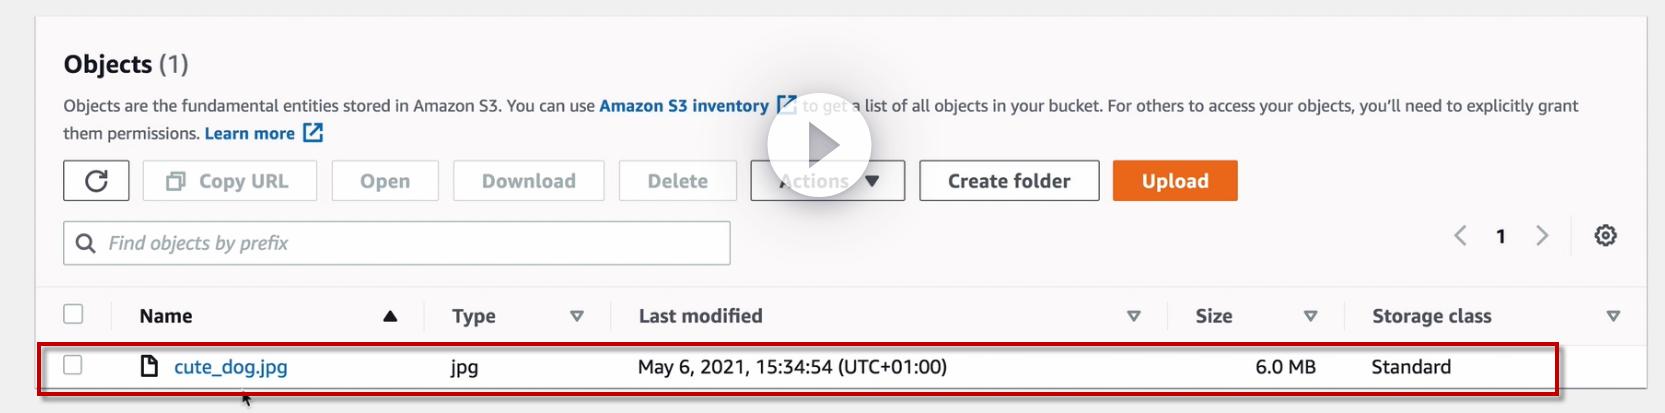 Objects (1)
Objects are the fundamental entities stored in Amazon S3. You can use Amazon S3 inventory to get a list of all objects in your bucket. For others to access your objects, you'll need to explicitly grant
them permissions. Learn more
Copy URL Open Download Delete Actions Create folder Upload
Find objects by prefix 1
Name Type Last modified Size Storage class
cute_dog.jpg jpg May 6, 2021, 15:34:54 (UTC+01:00) 6.0 MB Standard